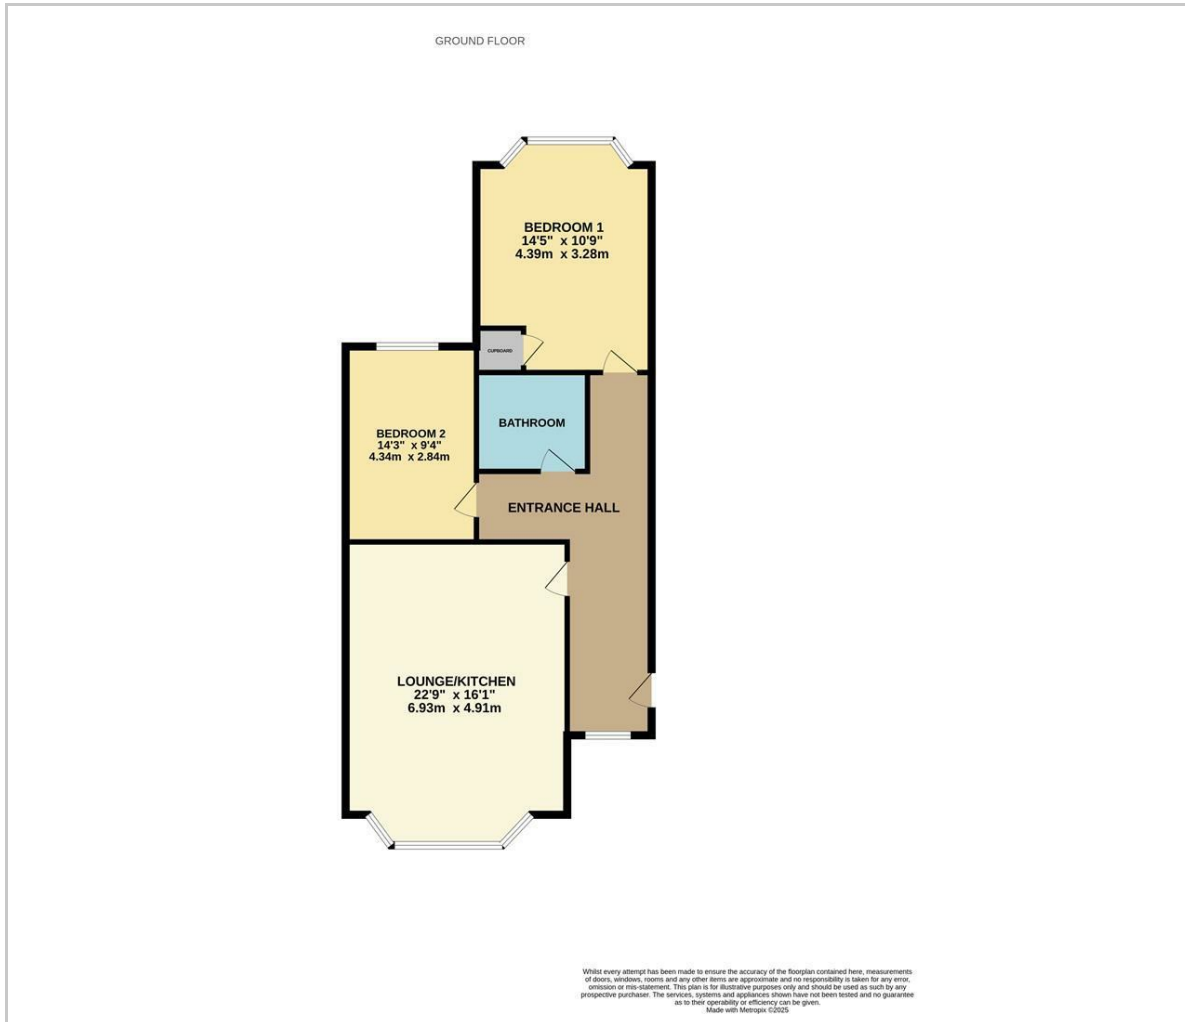 GROUND FLOOR
BEDROOM 1
14'5" x 10'9"
4.39m x 3.28m
CUPBOARD
BATHROOM
BEDROOM 2
14'3" x 9'4"
4.34m x 2.84m
ENTRANCE HALL
LOUNGE/KITCHEN
22'9" x 16'1"
6.93m x 4.91m
Whilst every attempt has been made to ensure the accuracy of the floorplan contained here, measurements
of doors, windows, rooms and any other items are approximate and no responsibility is taken for any error,
omission or mis-statement. This plan is for illustrative purposes only and should be used as such by any
prospective purchaser. The services, systems and appliances shown have not been tested and no guarantee
as to their operability or efficiency can be given.
Made with Metropix ©2025